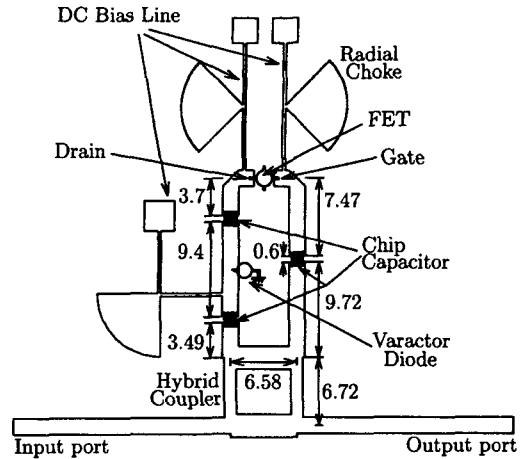 DC Bias Line
Radial
Choke
FET
Drain
Gate
3.7
7.47
9.4
0.6
Chip
Capacitor
9.72
3.49
Varactor
Diode
6.58
Hybrid
Coupler
6.72
Input port
Output port